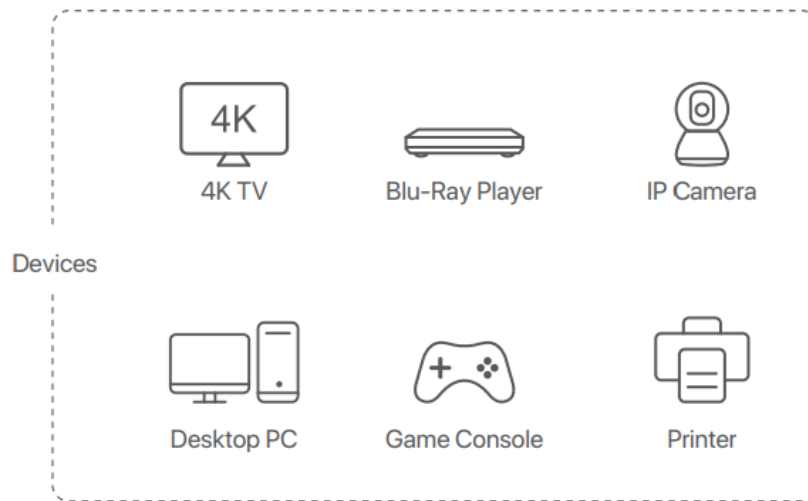 4K
4K TV
Blu-Ray Player
IP Camera
Devices
Desktop PC
Game Console
Printer